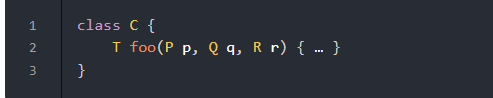 1 class C {
2     T foo(P p, Q q, R r) { … }
3 }